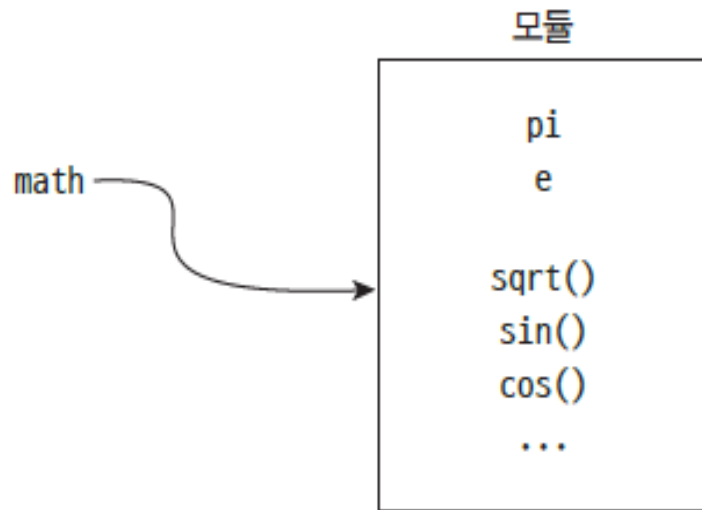 모듈
pi
math
e
sqrt()
sin()
cos()
...